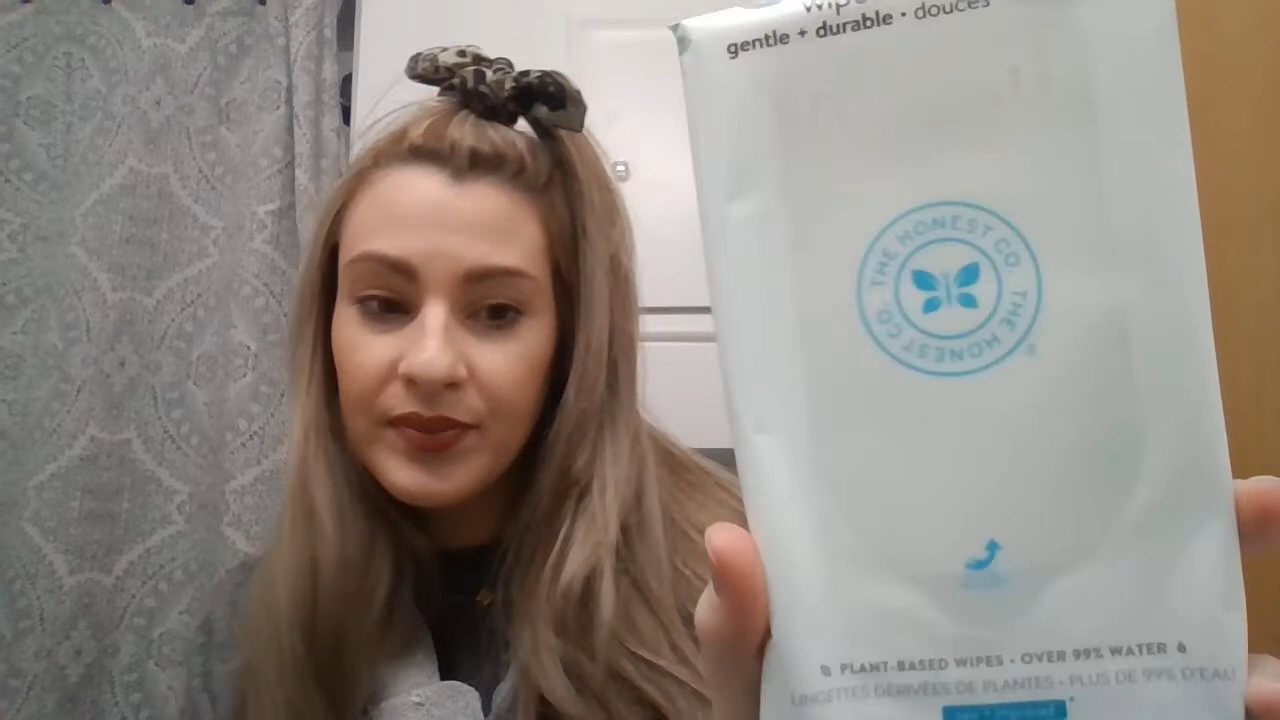 wipe
gentle + durable • douces
THE HONEST CO. THE HONEST CO.
®
PLANT-BASED WIPES • OVER 99% WATER
LINGETTES DÉRIVÉES DE PLANTES • PLUS DE 99% D'EAU